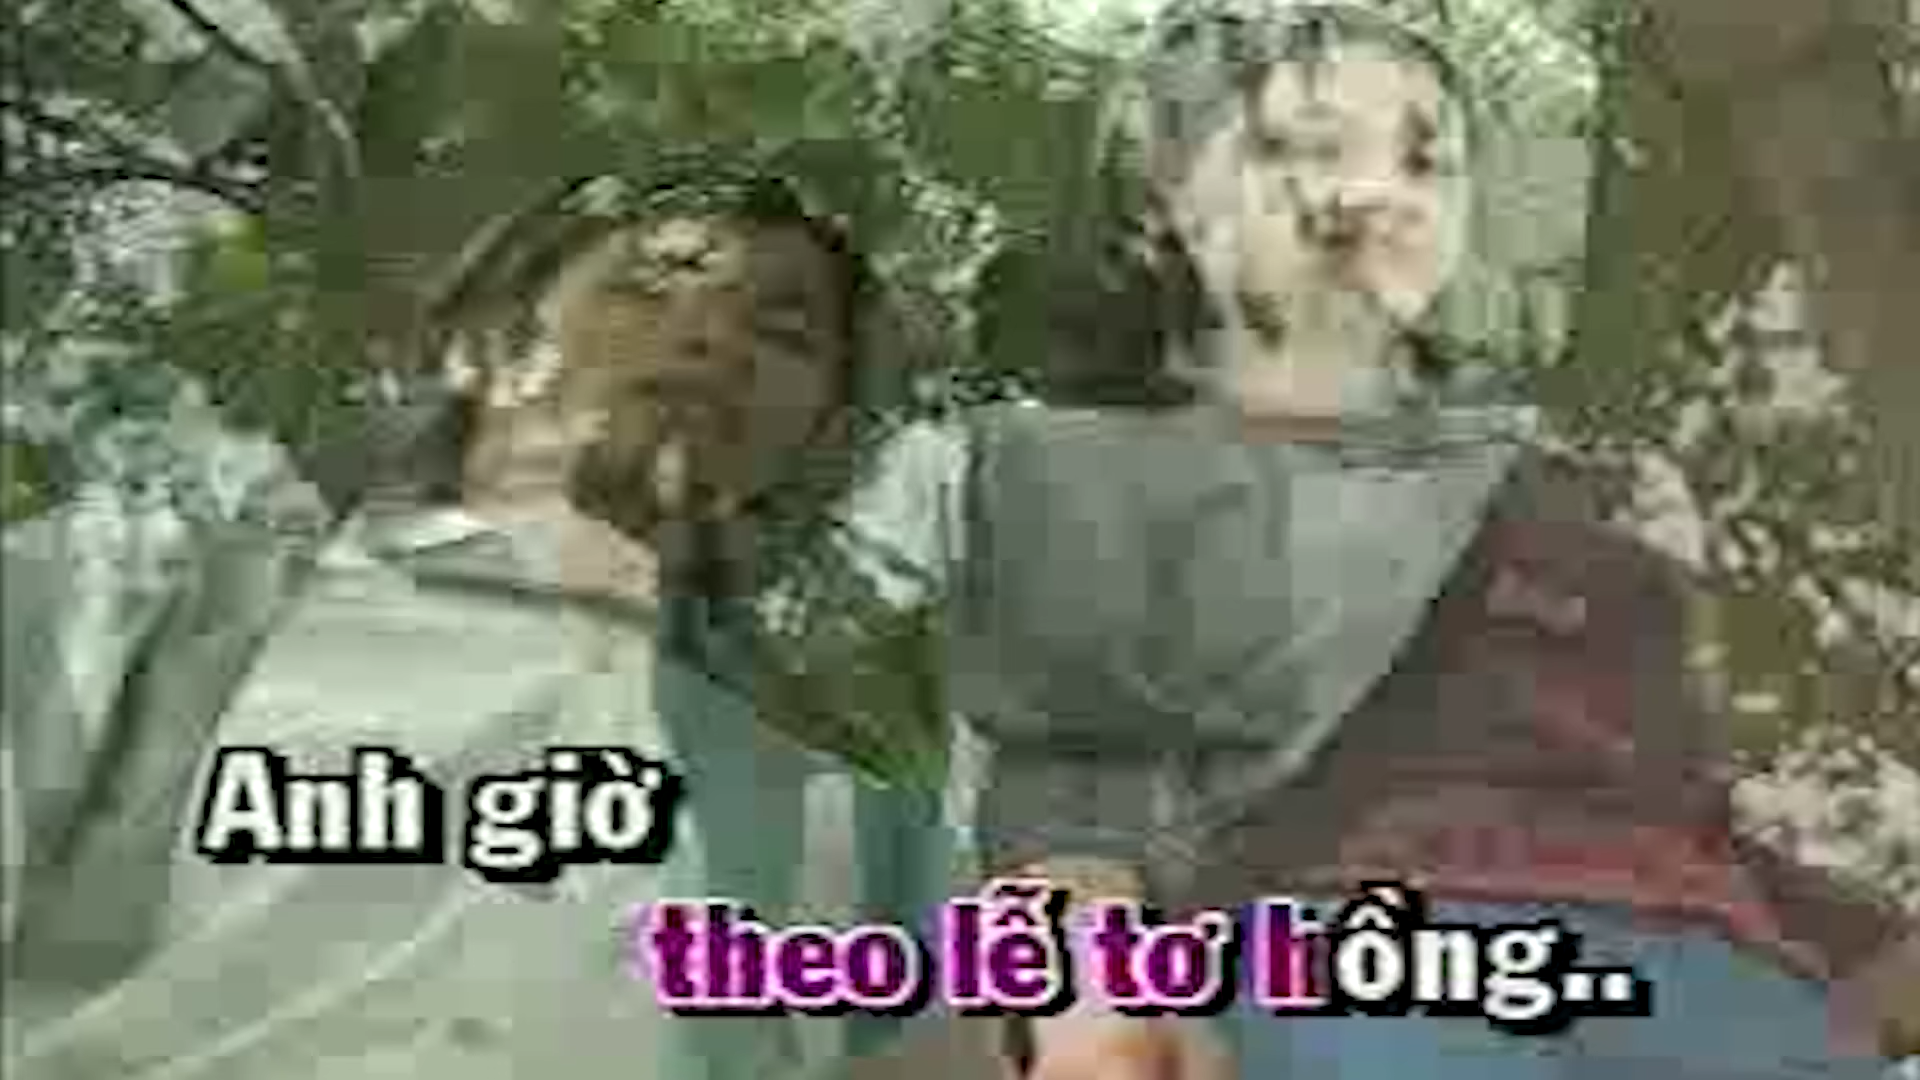 Anh giờ
theo lễ tơ hồng..